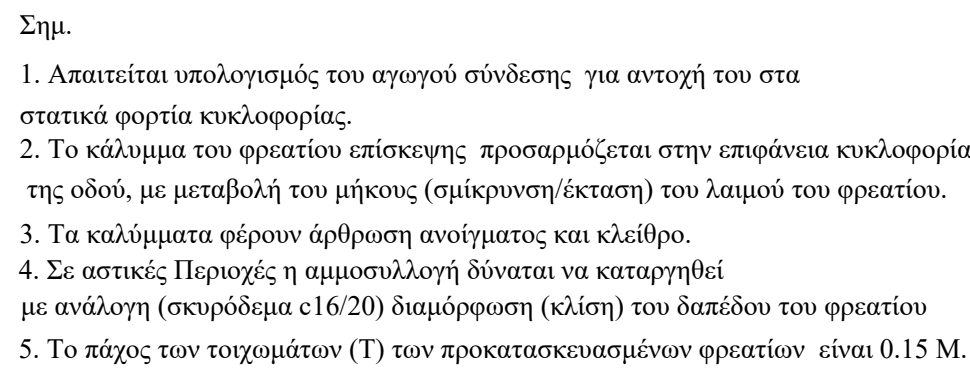 Σημ.
1. Απαιτείται υπολογισμός του αγωγού σύνδεσης για αντοχή του στα
στατικά φορτία κυκλοφορίας.
2. Το κάλυμμα του φρεατίου επίσκεψης προσαρμόζεται στην επιφάνεια κυκλοφορία
της οδού, με μεταβολή του μήκους (σμίκρυνση/έκταση) του λαιμού του φρεατίου.
3. Τα καλύμματα φέρουν άρθρωση ανοίγματος και κλείθρο.
4. Σε αστικές Περιοχές η αμμοσυλλογή δύναται να καταργηθεί
με ανάλογη (σκυρόδεμα c16/20) διαμόρφωση (κλίση) του δαπέδου του φρεατίου
5. Το πάχος των τοιχωμάτων (Τ) των προκατασκευασμένων φρεατίων είναι 0.15 Μ.